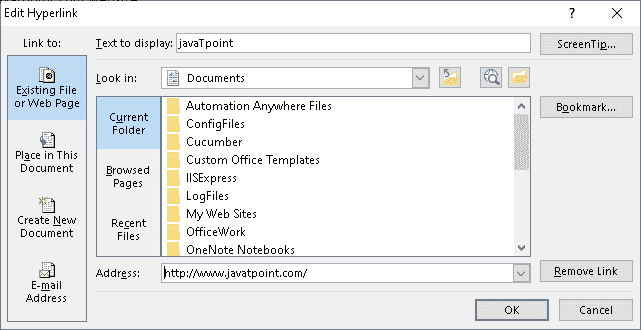 Edit Hyperlink
? ×
Link to:
Text to display: javaTpoint
ScreenTip...
Existing File
or Web Page
Look in: Documents
Bookmark...
Place in This
Document
Create New
Document
E-mail
Address
Current
Folder
Browsed
Pages
Recent
Files
Automation Anywhere Files
ConfigFiles
Cucumber
Custom Office Templates
IISExpress
LogFiles
My Web Sites
OfficeWork
OneNote Notebooks
Address: http://www.javatpoint.com/
Remove Link
OK
Cancel